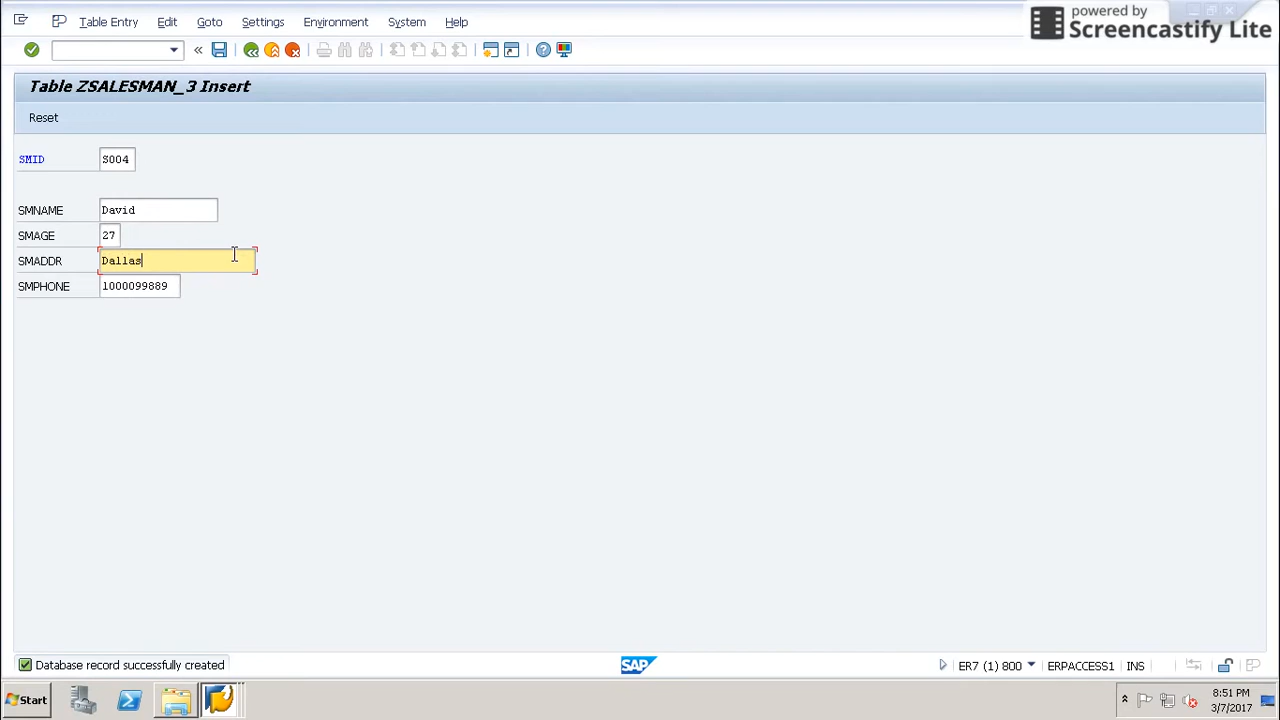 powered by
Screencastify Lite
Table Entry Edit Goto Settings Environment System Help
Table ZSALESMAN_3 Insert
Reset
SMID S004
SMNAME David
SMAGE 27
SMADDR Dallas
SMPHONE 1000099889
Database record successfully created
SAP
ER7 (1) 800 ERPACCESS1 INS
Start
8:51 PM
3/7/2017